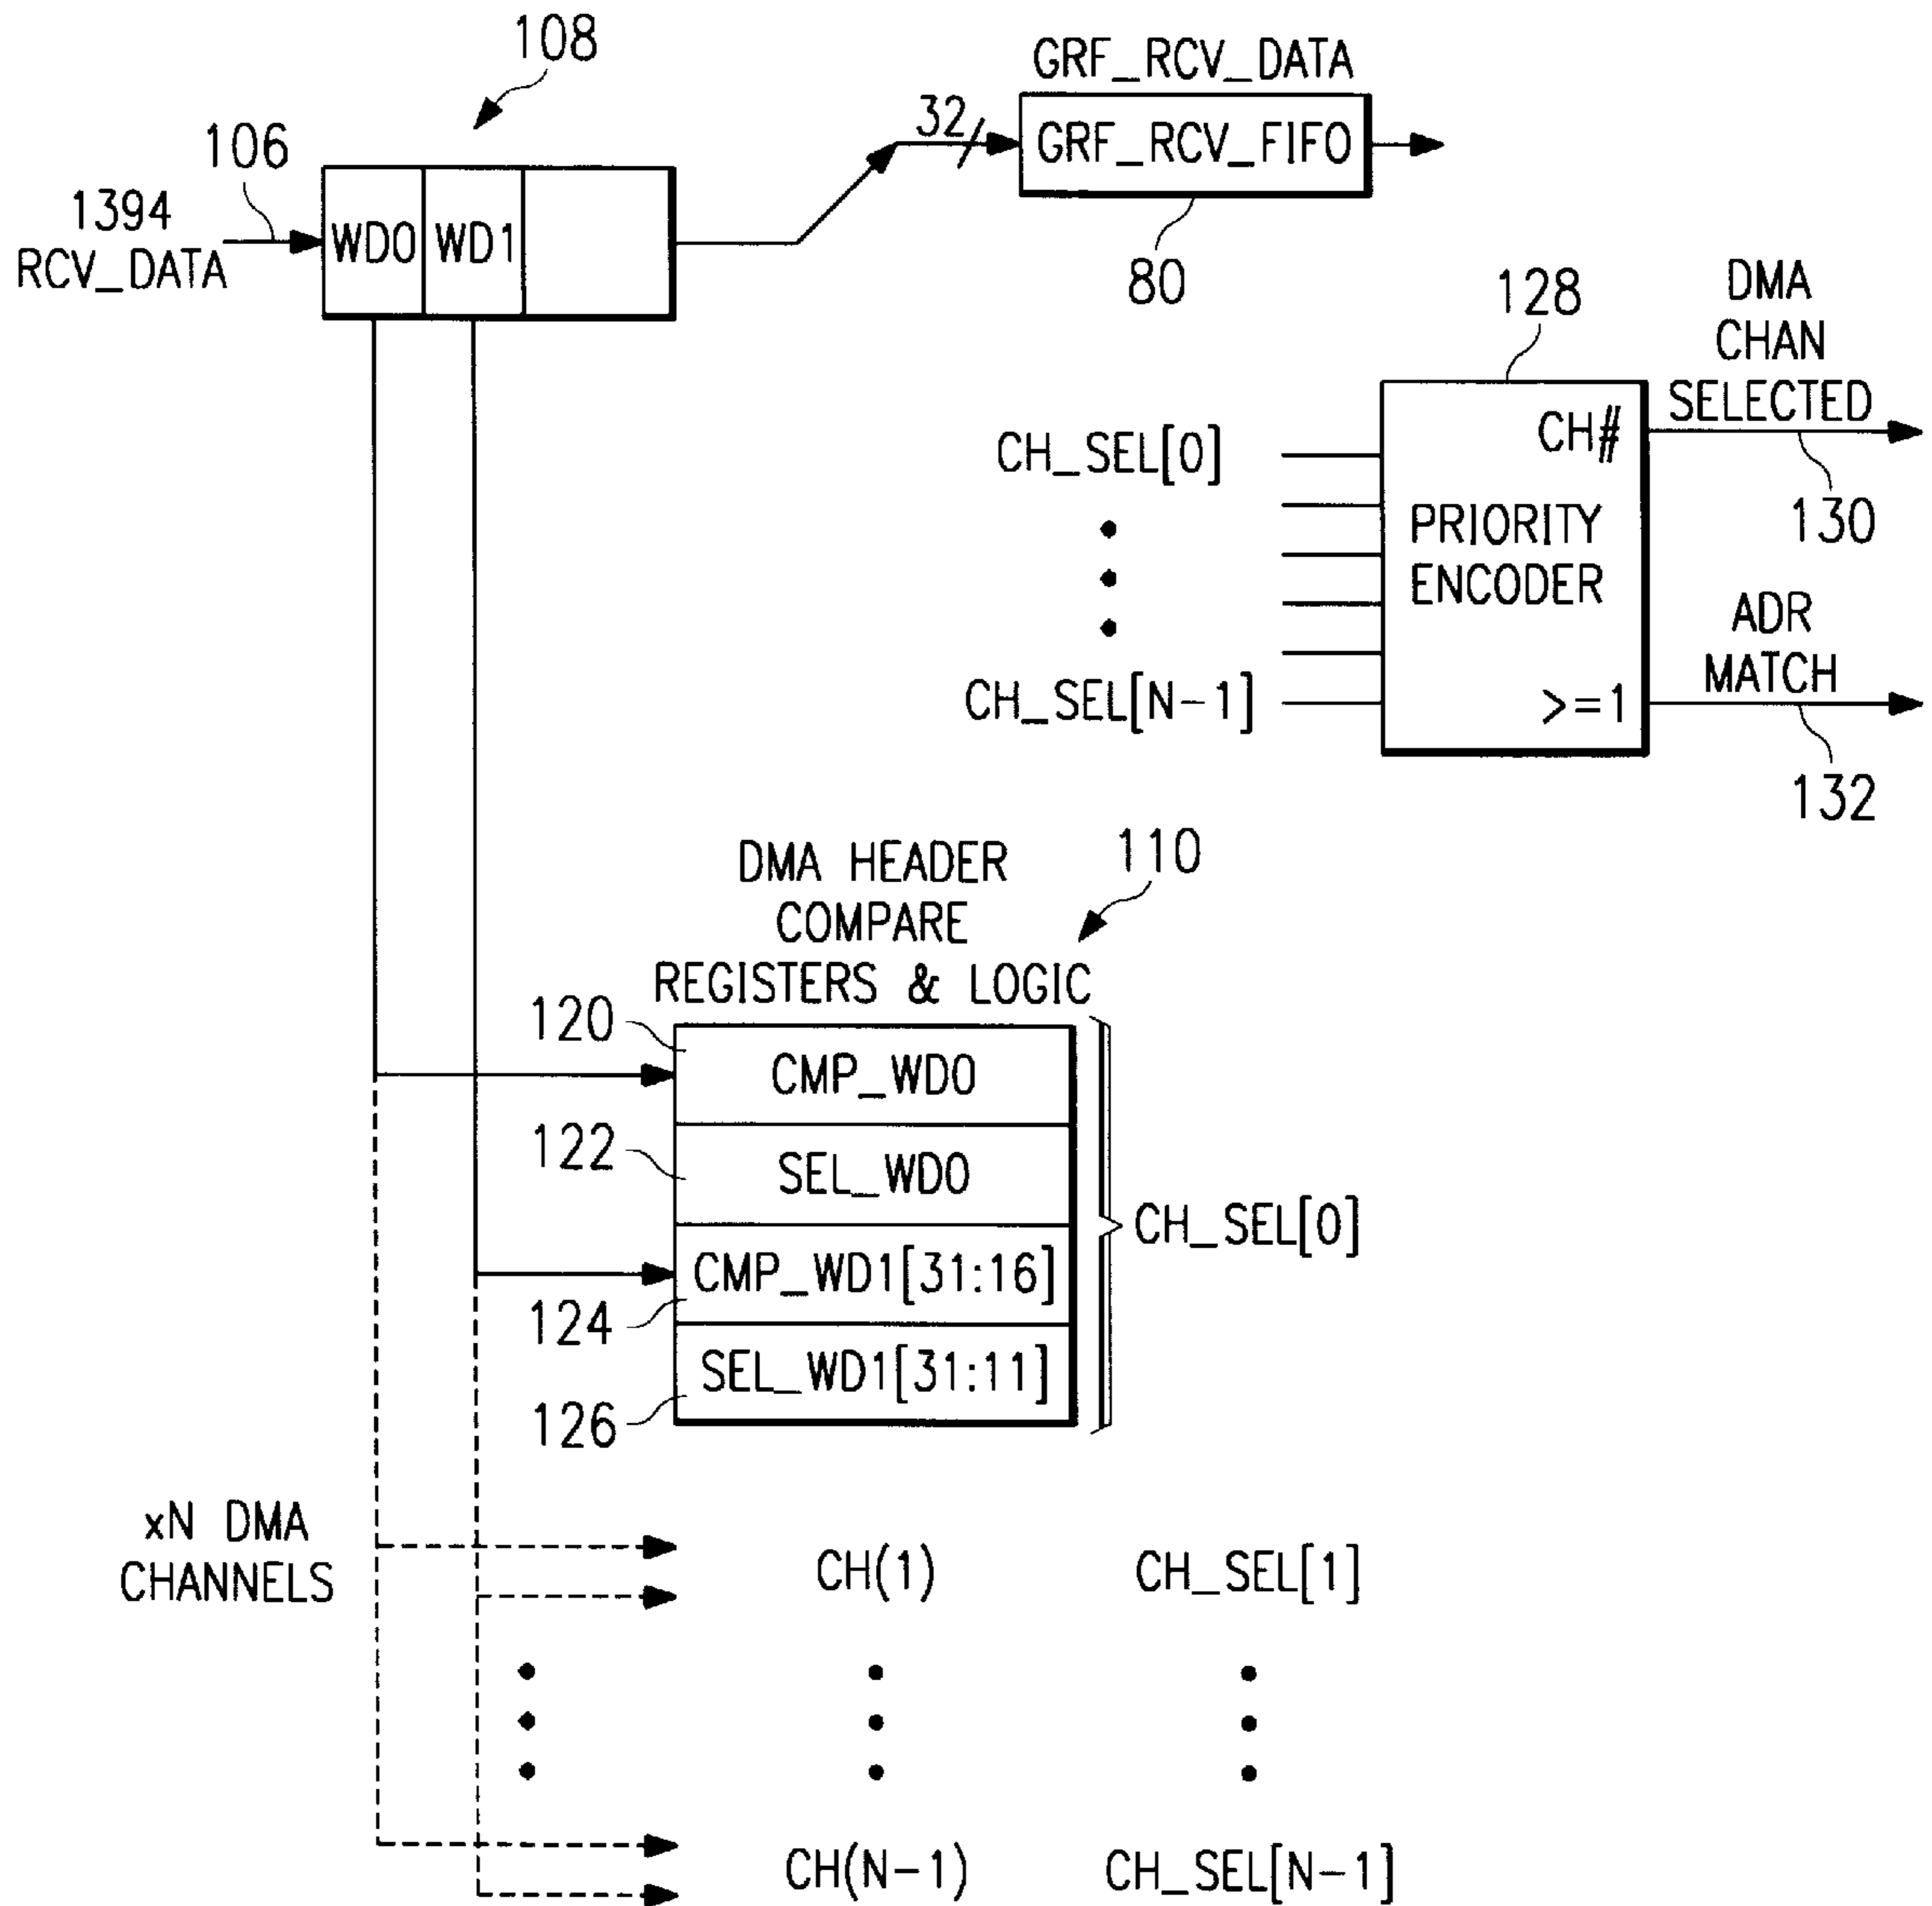 108
GRF_RCV_DATA
32
GRF_RCV_FIFO
106
1394
RCV_DATA
WD0 WD1
80
128
DMA
CHAN
SELECTED
CH#
CH_SEL[0]
130
PRIORITY
ENCODER
ADR
MATCH
CH_SEL[N-1]
>=1
132
DMA HEADER
COMPARE
REGISTERS & LOGIC
110
120
CMP_WD0
122
SEL_WD0
CH_SEL[0]
CMP_WD1[31:16]
124
SEL_WD1[31:11]
126
xN DMA
CHANNELS
CH(1)
CH_SEL[1]
CH(N-1)
CH_SEL[N-1]